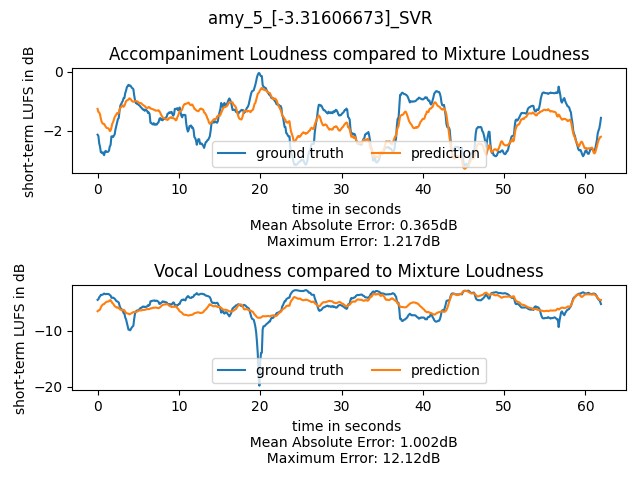 amy_5_[-3.31606673]_SVR
Accompaniment Loudness compared to Mixture Loudness
short-term LUFS in dB
0
−2
ground truth
prediction
0 10 20 30 40 50 60
time in seconds
Mean Absolute Error: 0.365dB
Maximum Error: 1.217dB
Vocal Loudness compared to Mixture Loudness
short-term LUFS in dB
−10
−20
ground truth
prediction
0 10 20 30 40 50 60
time in seconds
Mean Absolute Error: 1.002dB
Maximum Error: 12.12dB